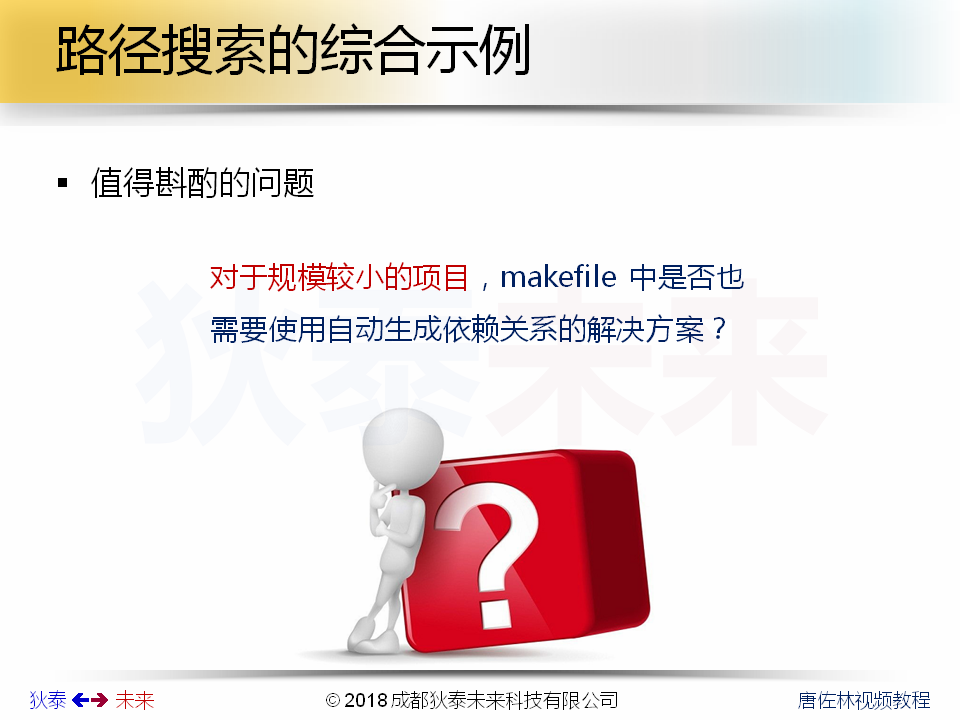 路径搜索的综合示例
▪ 值得斟酌的问题
对于规模较小的项目，makefile 中是否也
需要使用自动生成依赖关系的解决方案？
狄泰未来
?
狄泰 未来
© 2018 成都狄泰未来科技有限公司
唐佐林视频教程